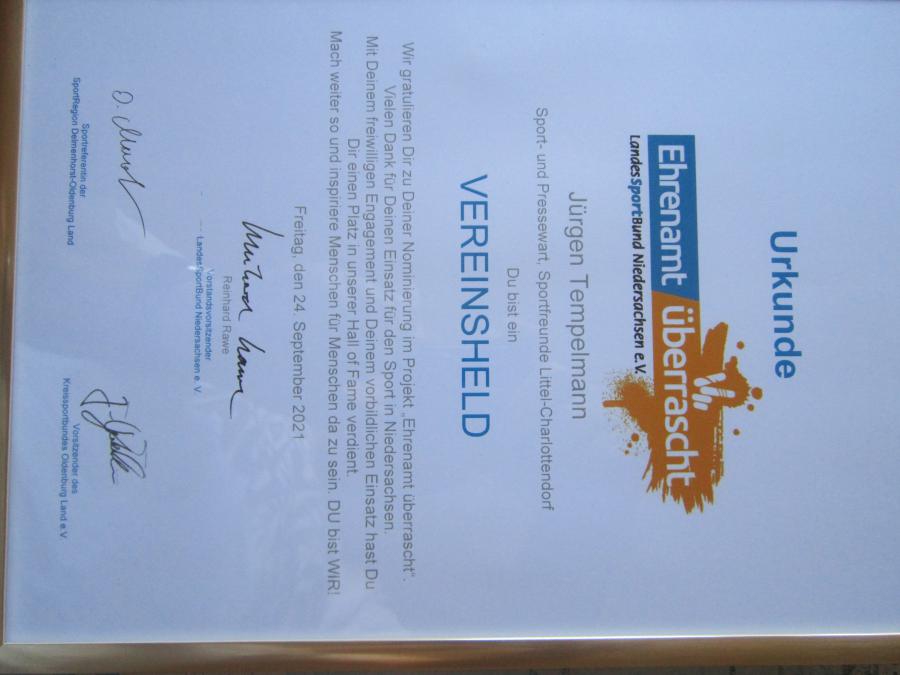 Urkunde
Ehrenamt überrascht
LandesSportBund Niedersachsen e.V.
Jürgen Tempelmann
Sport- und Pressewart, Sportfreunde Littel-Charlottendorf
Du bist ein
VEREINSHELD
Wir gratulieren Dir zu Deiner Nominierung im Projekt „Ehrenamt überrascht“.
Vielen Dank für Deinen Einsatz für den Sport in Niedersachsen.
Mit Deinem freiwilligen Engagement und Deinem vorbildlichen Einsatz hast Du
Dir einen Platz in unserer Hall of Fame verdient.
Mach weiter so und inspiriere Menschen für Menschen da zu sein. DU bist WIR!
Freitag, den 24. September 2021
Reinhard Rawe
Vorstandsvorsitzender
LandesSportBund Niedersachsen e. V.
Sportreferentin der
SportRegion Delmenhorst-Oldenburg Land
Vorsitzender des
Kreissportbundes Oldenburg Land e.V.